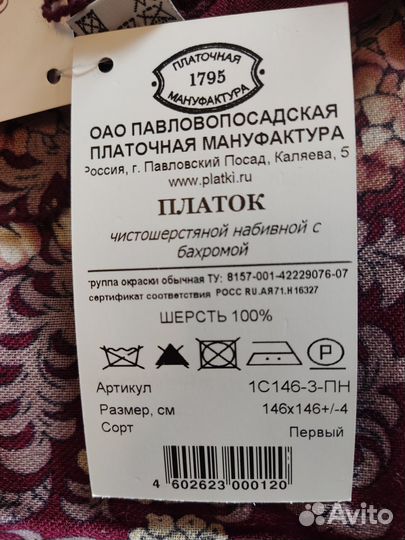 ПЛАТОЧНАЯ
1795
МАНУФАКТУРА
ОАО ПАВЛОВОПОСАДСКАЯ
ПЛАТОЧНАЯ МАНУФАКТУРА
Россия, г. Павловский Посад, Каляева, 5
www.platki.ru
ПЛАТОК
чистошерстяной набивной с
бахромой
группа окраски обычная ТУ: 8157-001-42229076-07
сертификат соответствия РОСС RU.АЯ71.Н16327
ШЕРСТЬ 100%
P
Артикул 1С146-3-ПН
Размер, см 146х146+/-4
Сорт Первый
4 602623 000120
Avito